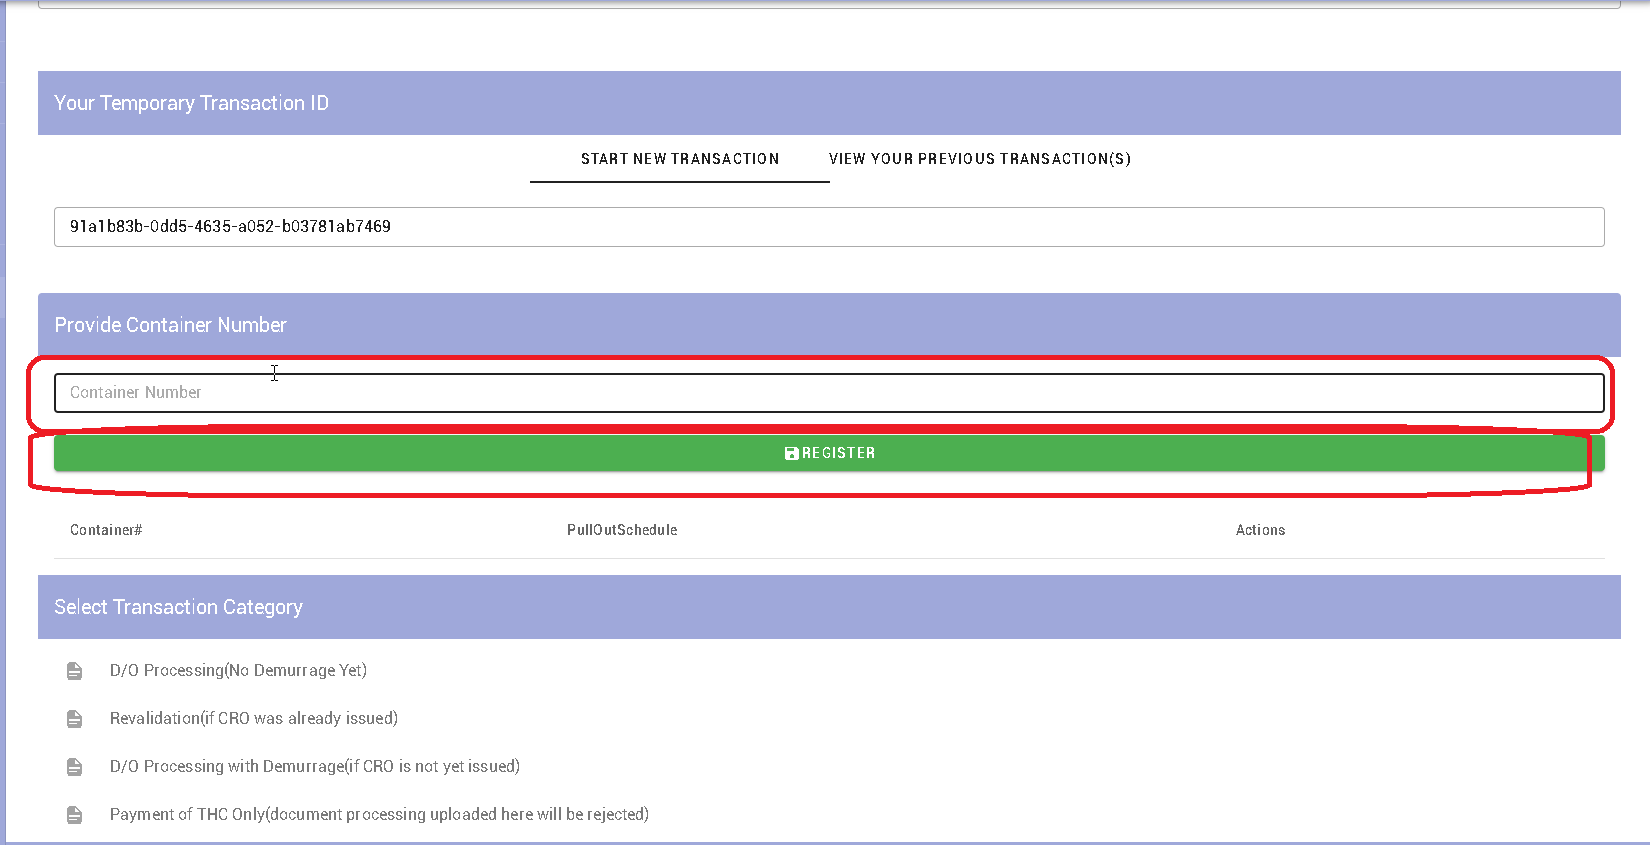 Your Temporary Transaction ID
START NEW TRANSACTION VIEW YOUR PREVIOUS TRANSACTION(S)
91a1b83b-0dd5-4635-a052-b03781ab7469
Provide Container Number
Container Number
REGISTER
Container# PullOutSchedule Actions
Select Transaction Category
D/O Processing(No Demurrage Yet)
Revalidation(if CRO was already issued)
D/O Processing with Demurrage(if CRO is not yet issued)
Payment of THC Only(document processing uploaded here will be rejected)